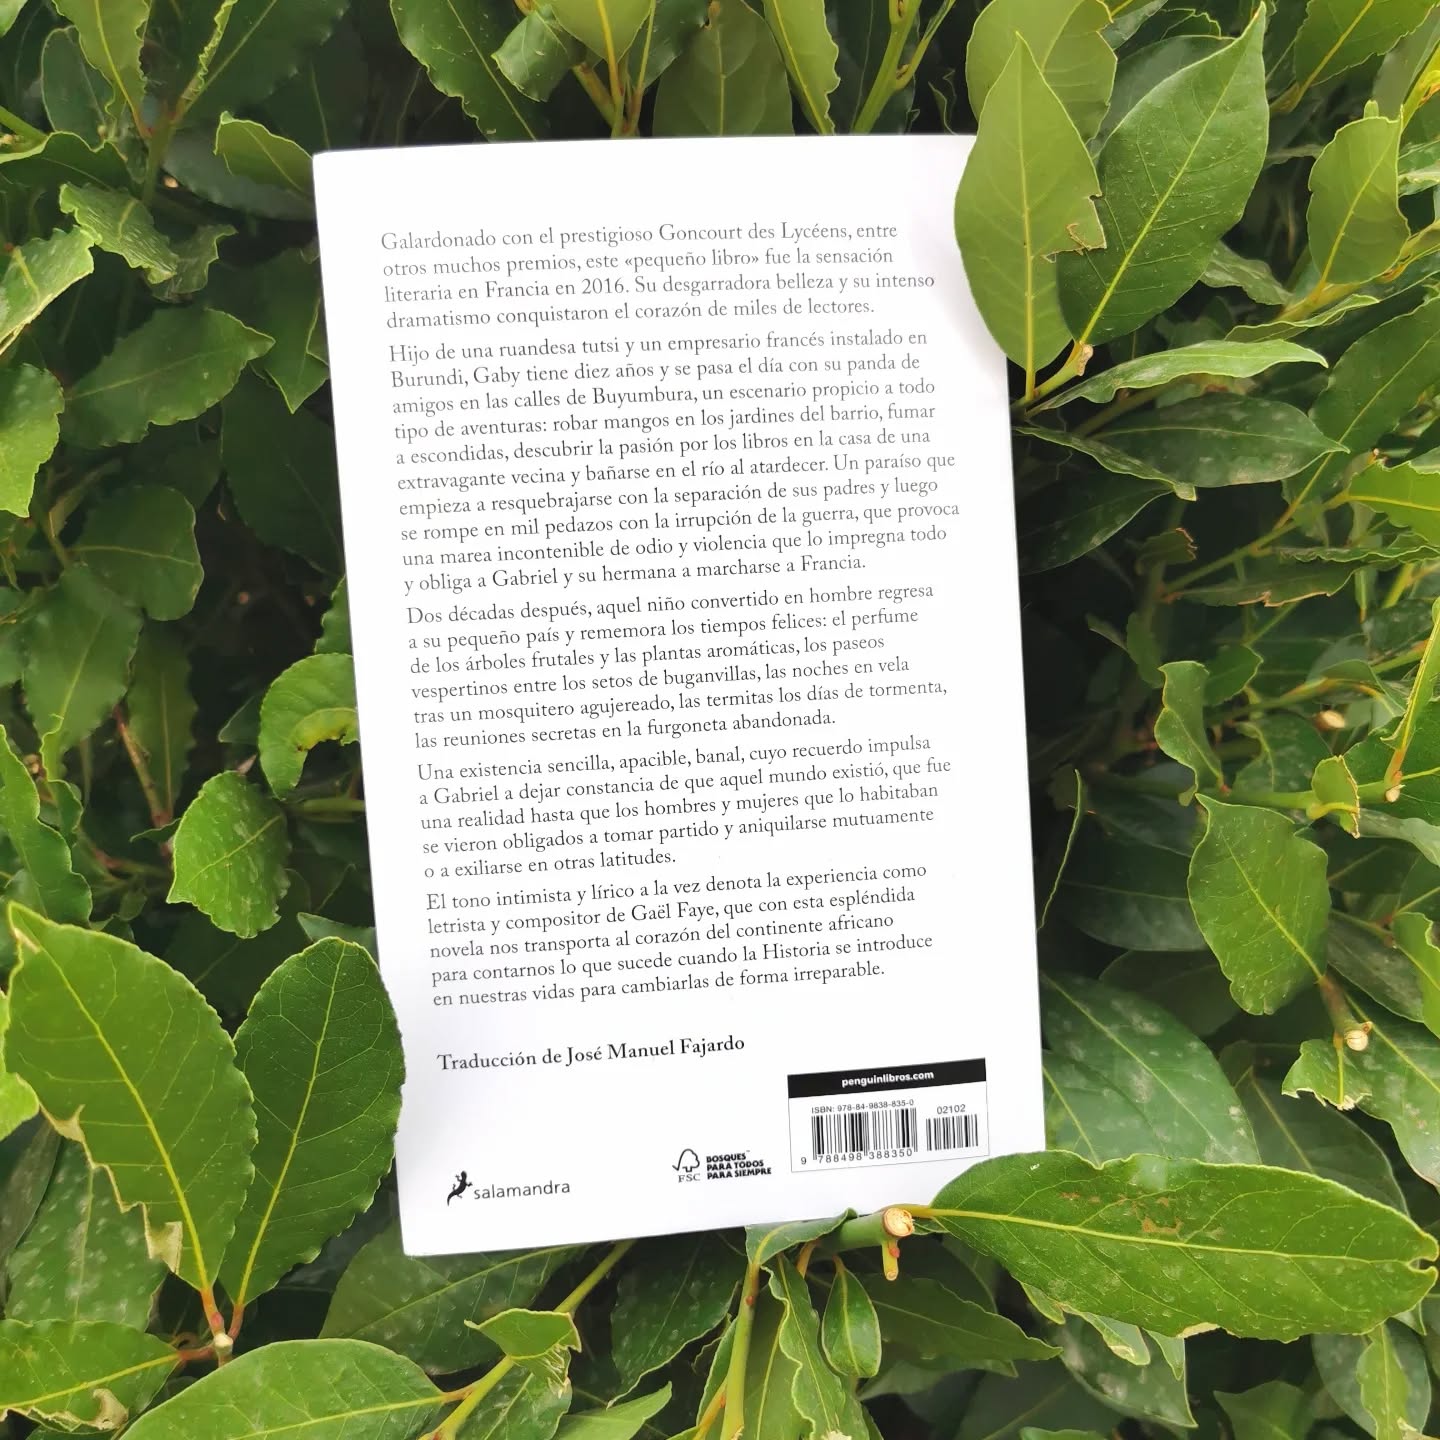 Galardonado con el prestigioso Goncourt des Lycéens, entre
otros muchos premios, este «pequeño libro» fue la sensación
literaria en Francia en 2016. Su desgarradora belleza y su intenso
dramatismo conquistaron el corazón de miles de lectores.
Hijo de una ruandesa tutsi y un empresario francés instalado en
Burundi, Gaby tiene diez años y se pasa el día con su panda de
amigos en las calles de Buyumbura, un escenario propicio a todo
tipo de aventuras: robar mangos en los jardines del barrio, fumar
a escondidas, descubrir la pasión por los libros en la casa de una
extravagante vecina y bañarse en el río al atardecer. Un paraíso que
empieza a resquebrajarse con la separación de sus padres y luego
se rompe en mil pedazos con la irrupción de la guerra, que provoca
una marea incontenible de odio y violencia que lo impregna todo
y obliga a Gabriel y su hermana a marcharse a Francia.
Dos décadas después, aquel niño convertido en hombre regresa
a su pequeño país y rememora los tiempos felices: el perfume
de los árboles frutales y las plantas aromáticas, los paseos
vespertinos entre los setos de buganvillas, las noches en vela
tras un mosquitero agujereado, las termitas los días de tormenta,
las reuniones secretas en la furgoneta abandonada.
Una existencia sencilla, apacible, banal, cuyo recuerdo impulsa
a Gabriel a dejar constancia de que aquel mundo existió, que fue
una realidad hasta que los hombres y mujeres que lo habitaban
se vieron obligados a tomar partido y aniquilarse mutuamente
o a exiliarse en otras latitudes.
El tono intimista y lírico a la vez denota la experiencia como
letrista y compositor de Gaël Faye, que con esta espléndida
novela nos transporta al corazón del continente africano
para contarnos lo que sucede cuando la Historia se introduce
en nuestras vidas para cambiarlas de forma irreparable.
Traducción de José Manuel Fajardo
penguinlibros.com
ISBN: 978-84-9838-835-0
02102
9 788498 388350
BOSQUES™
PARA TODOS
PARA SIEMPRE
FSC
salamandra